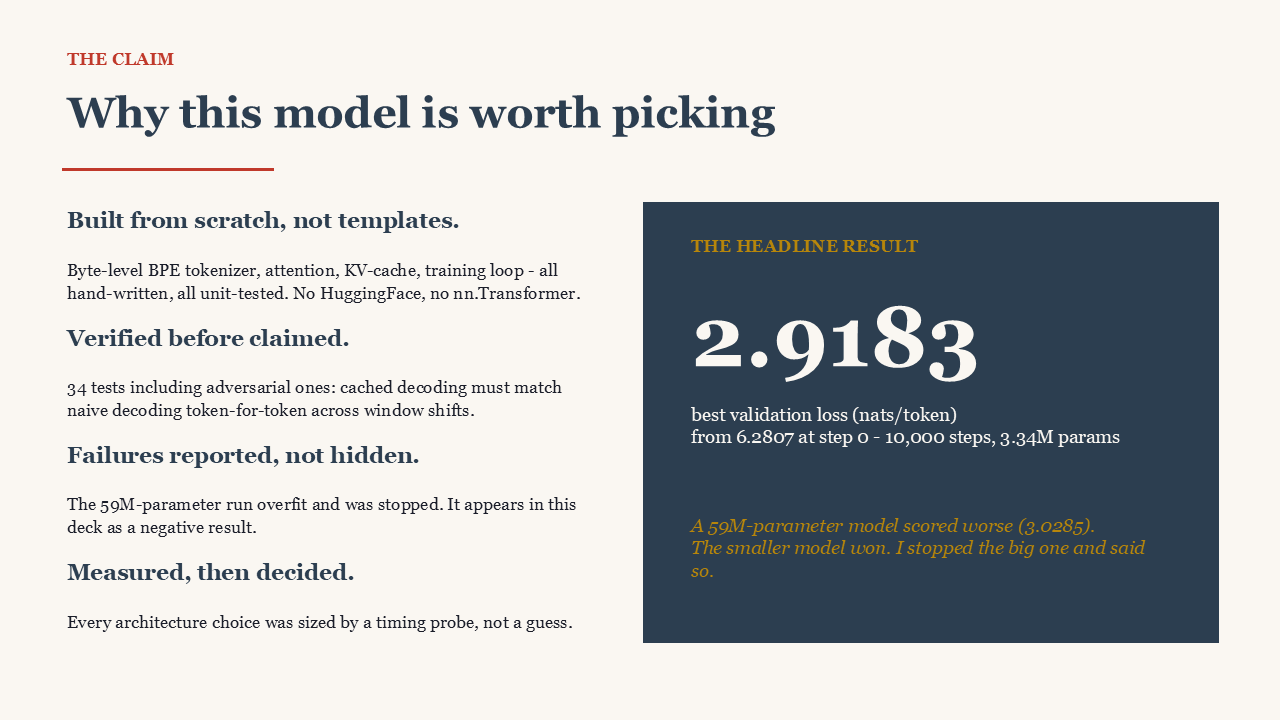 THE CLAIM
Why this model is worth picking
Built from scratch, not templates.
Byte-level BPE tokenizer, attention, KV-cache, training loop - all
hand-written, all unit-tested. No HuggingFace, no nn.Transformer.
Verified before claimed.
34 tests including adversarial ones: cached decoding must match
naive decoding token-for-token across window shifts.
Failures reported, not hidden.
The 59M-parameter run overfit and was stopped. It appears in this
deck as a negative result.
Measured, then decided.
Every architecture choice was sized by a timing probe, not a guess.
THE HEADLINE RESULT
2.9183
best validation loss (nats/token)
from 6.2807 at step 0 - 10,000 steps, 3.34M params
A 59M-parameter model scored worse (3.0285).
The smaller model won. I stopped the big one and said
so.